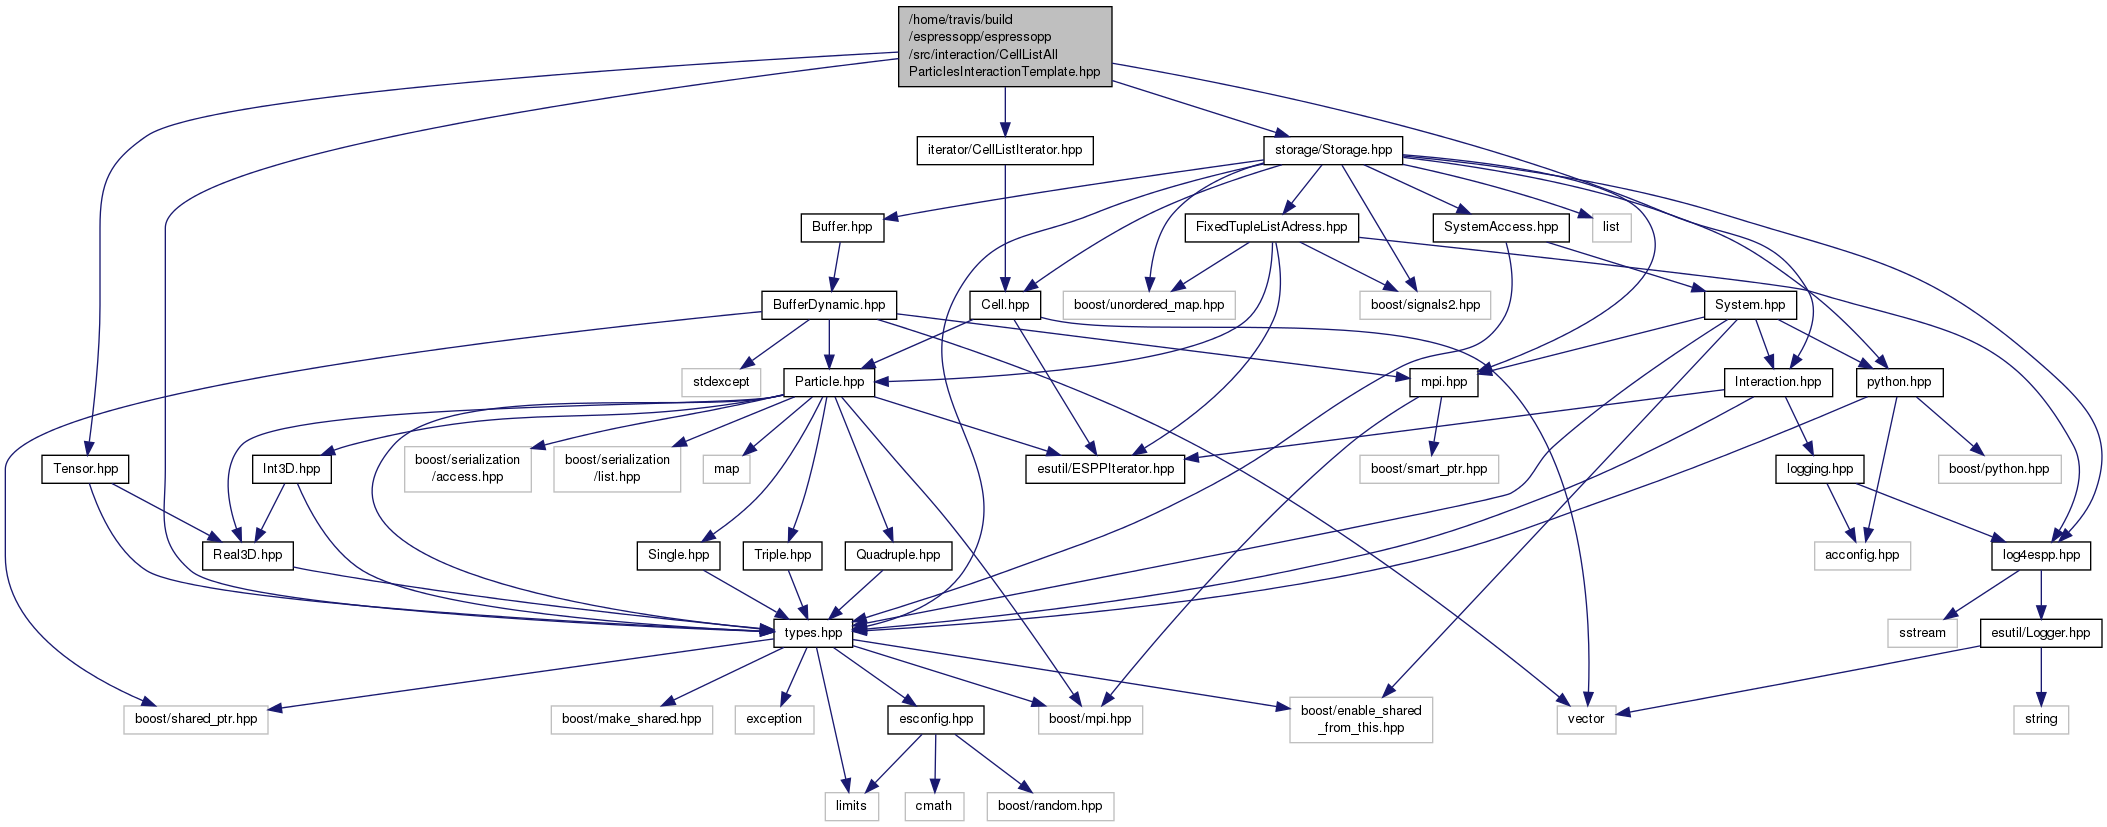 /home/travis/build
/espressopp/espressopp
/src/interaction/CellListAll
ParticlesInteractionTemplate.hpp
iterator/CellListIterator.hpp
storage/Storage.hpp
Buffer.hpp
FixedTupleListAdress.hpp
SystemAccess.hpp
list
BufferDynamic.hpp
Cell.hpp
boost/unordered_map.hpp
boost/signals2.hpp
System.hpp
stdexcept
Particle.hpp
mpi.hpp
Interaction.hpp
python.hpp
Tensor.hpp
Int3D.hpp
boost/serialization
/access.hpp
boost/serialization
/list.hpp
map
esutil/ESPPIterator.hpp
boost/smart_ptr.hpp
logging.hpp
boost/python.hpp
Real3D.hpp
Single.hpp
Triple.hpp
Quadruple.hpp
acconfig.hpp
log4espp.hpp
types.hpp
sstream
esutil/Logger.hpp
boost/shared_ptr.hpp
boost/make_shared.hpp
exception
esconfig.hpp
boost/mpi.hpp
boost/enable_shared
_from_this.hpp
vector
string
limits
cmath
boost/random.hpp